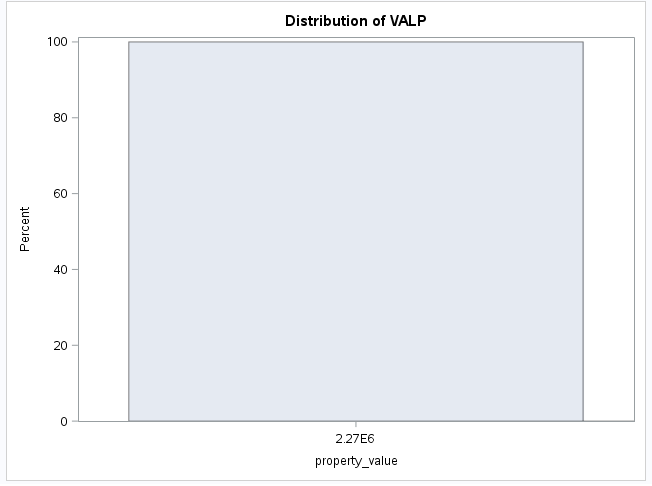 Distribution of VALP
100
80
60
40
20
0
Percent
2.27E6
property_value